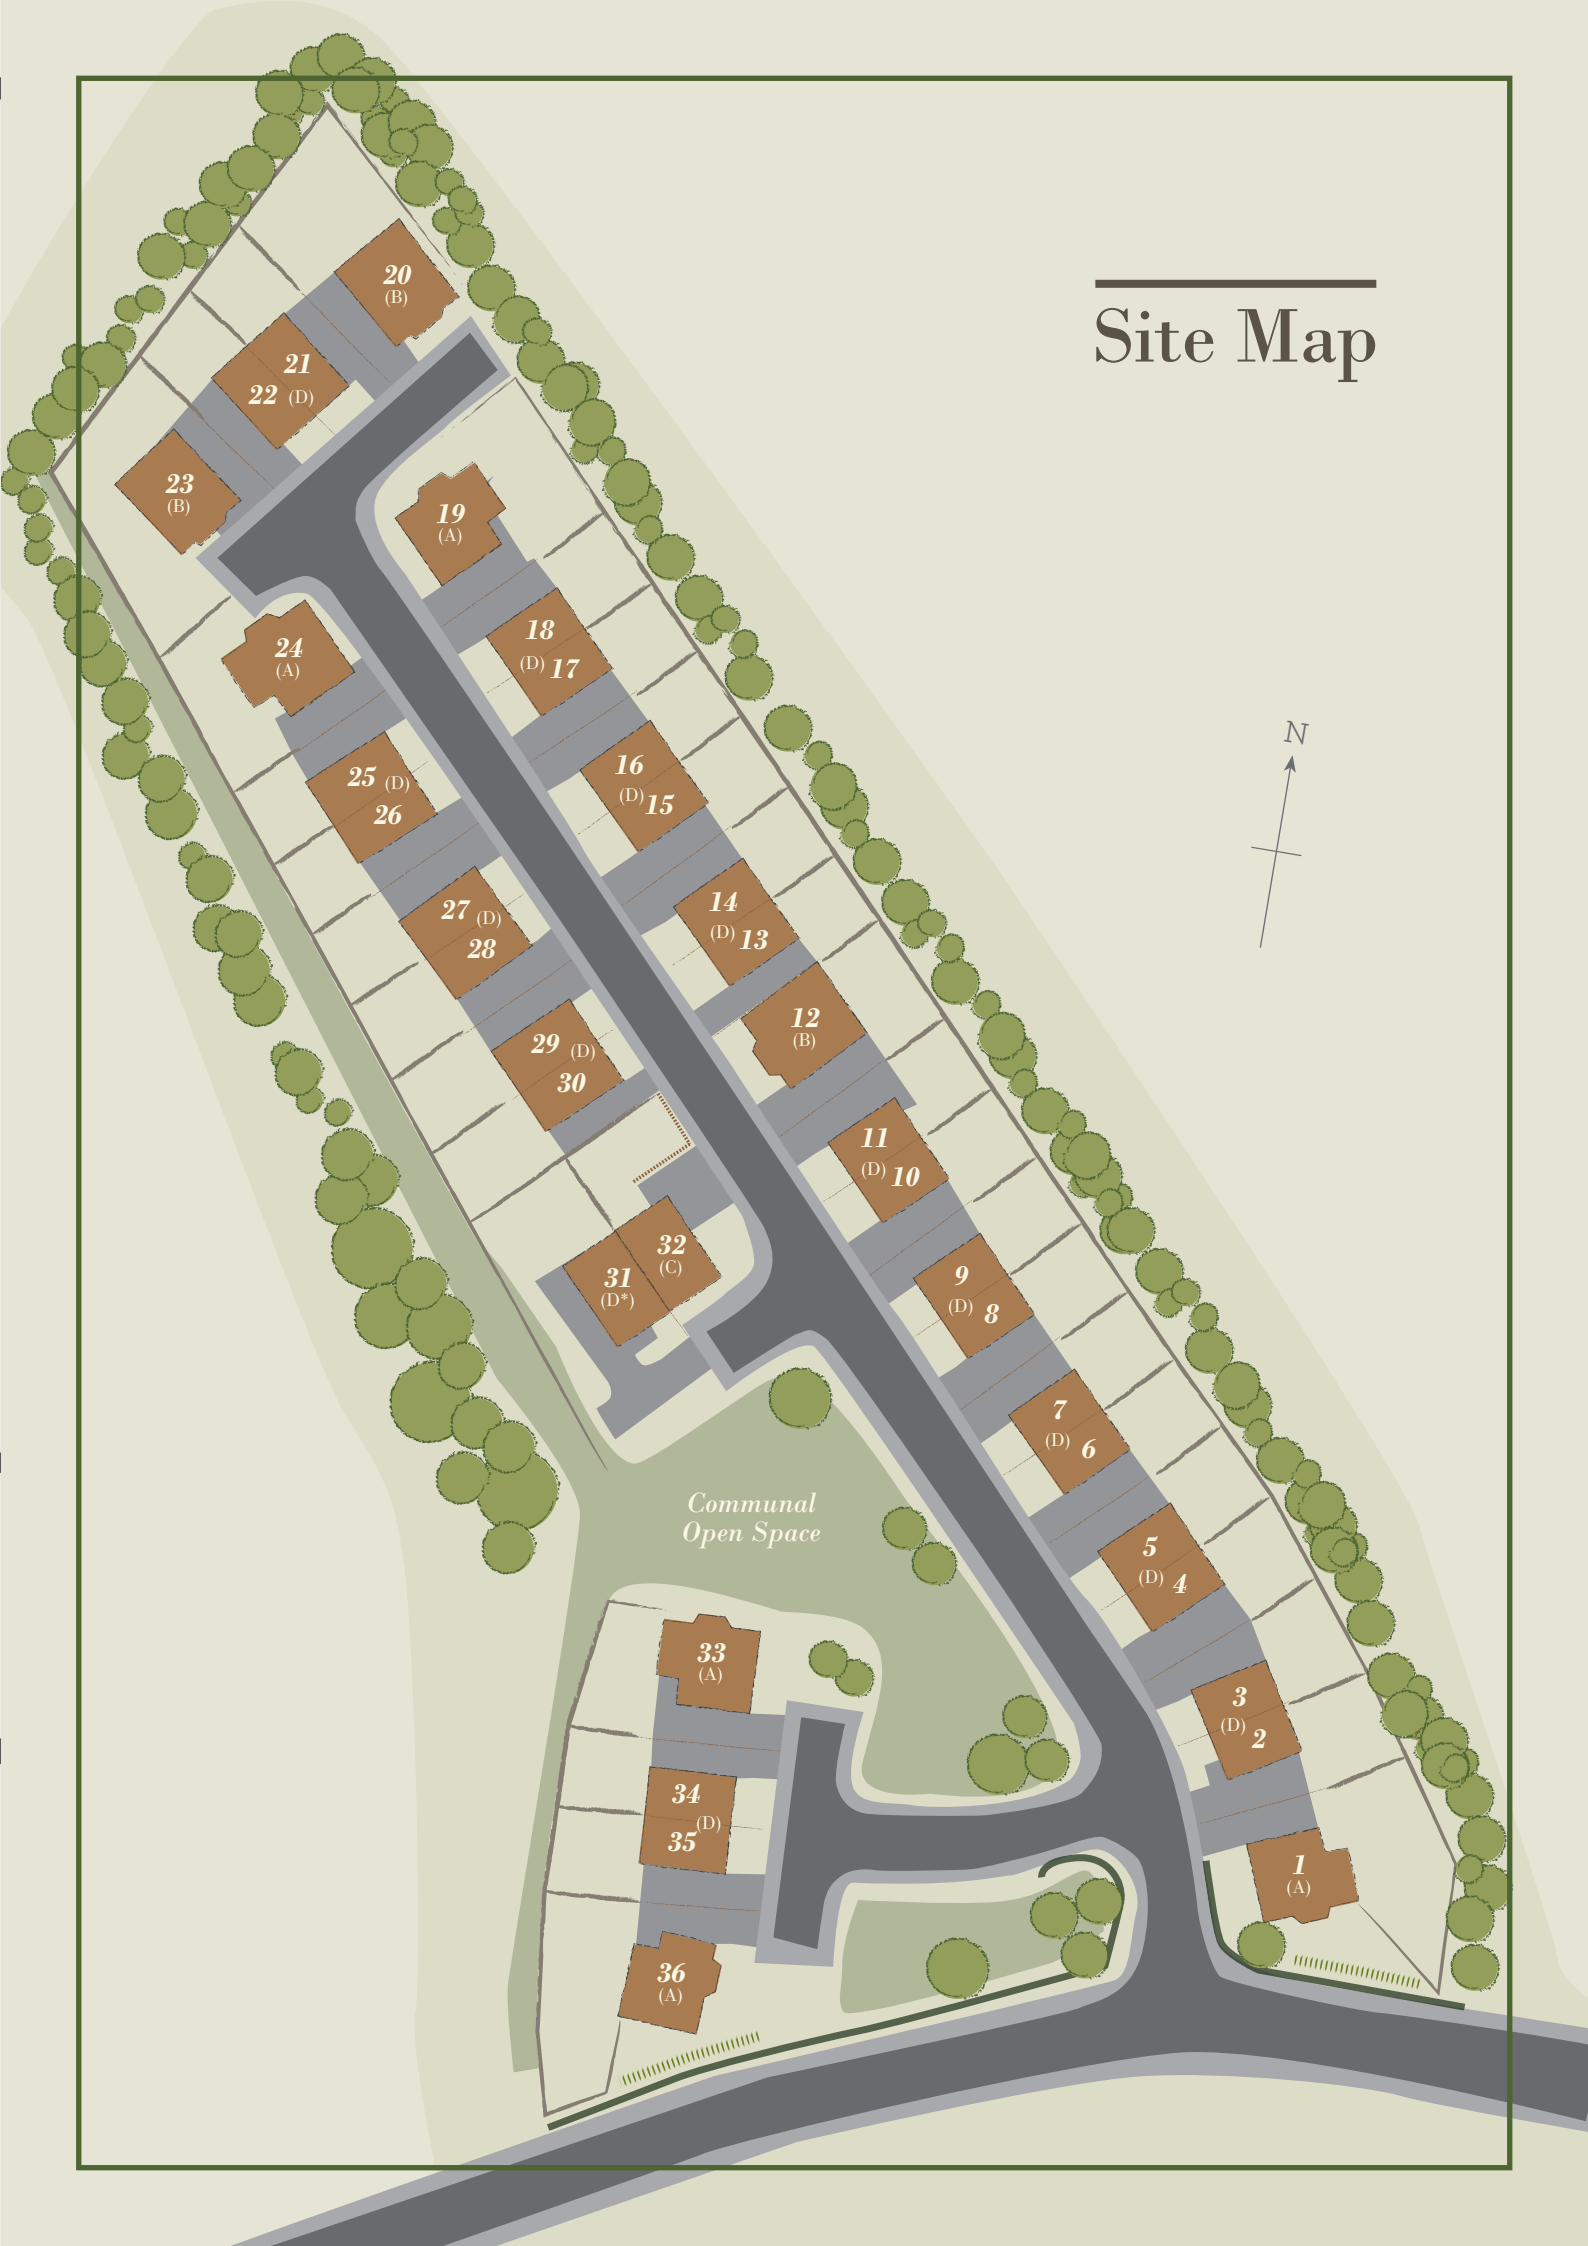 Site Map
N
20
(B)
21
22 (D)
23
(B)
19
(A)
24
(A)
18
(D) 17
25 (D)
26
16
(D) 15
27 (D)
28
14
(D) 13
29 (D)
30
12
(B)
11
(D) 10
32
(C)
31
(D*)
9
(D) 8
7
(D) 6
Communal
Open Space
5
(D) 4
33
(A)
3
(D) 2
34
(D)
35
1
(A)
36
(A)